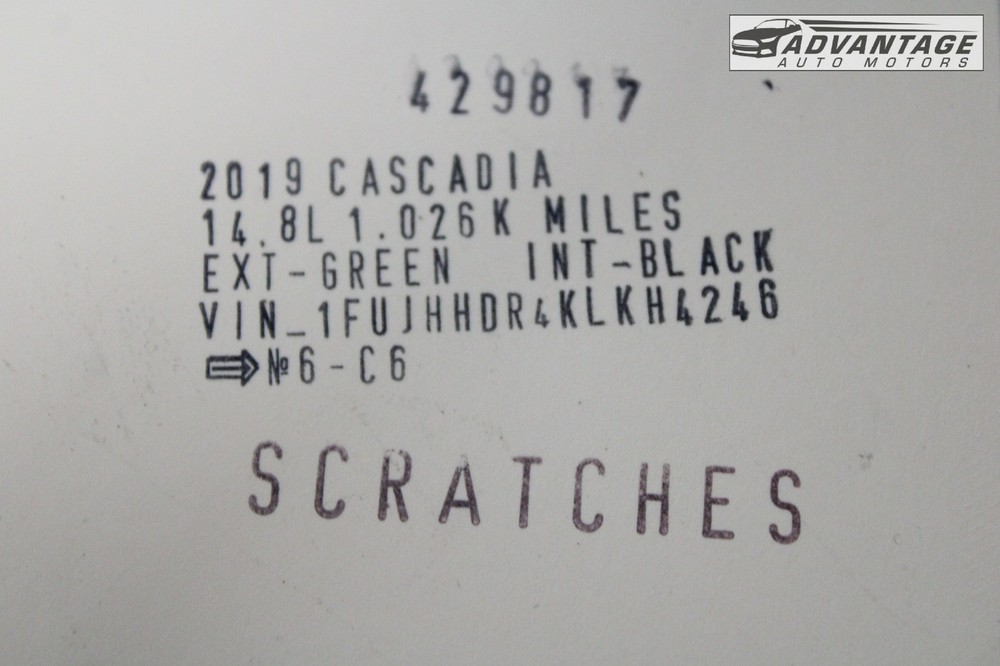 ADVANTAGE
AUTO MOTORS
429817
2019 CASCADIA
14.8L 1.026K MILES
EXT-GREEN INT-BLACK
VIN_1FUJHHDR4KLKH4246
⇒№6-C6
SCRATCHES